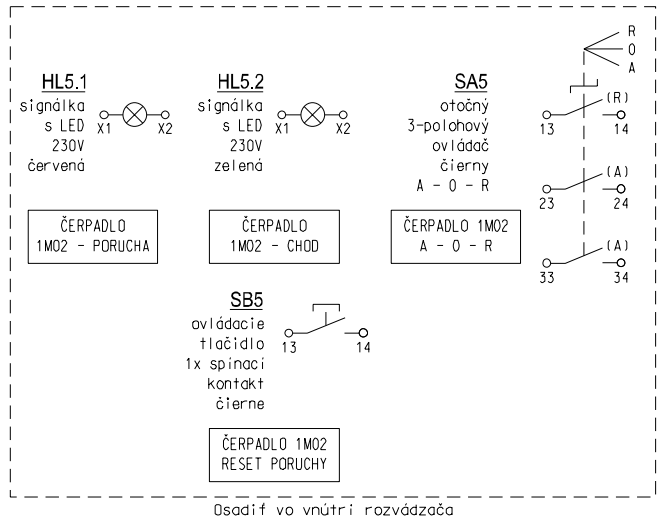 HL5.1
signálka
s LED
230V
červená
X1
X2
ČERPADLO
1M02 - PORUCHA
HL5.2
signálka
s LED
230V
zelená
X1
X2
ČERPADLO
1M02 - CHOD
SA5
otočný
3-polohový
ovládač
čierny
A - 0 - R
ČERPADLO 1M02
A - 0 - R
R
0
A
(R)
13
14
(A)
23
24
(A)
33
34
SB5
ovládacie
tlačidlo
1x spínací
kontakt
čierne
13
14
ČERPADLO 1M02
RESET PORUCHY
Osadiť vo vnútri rozvádzača